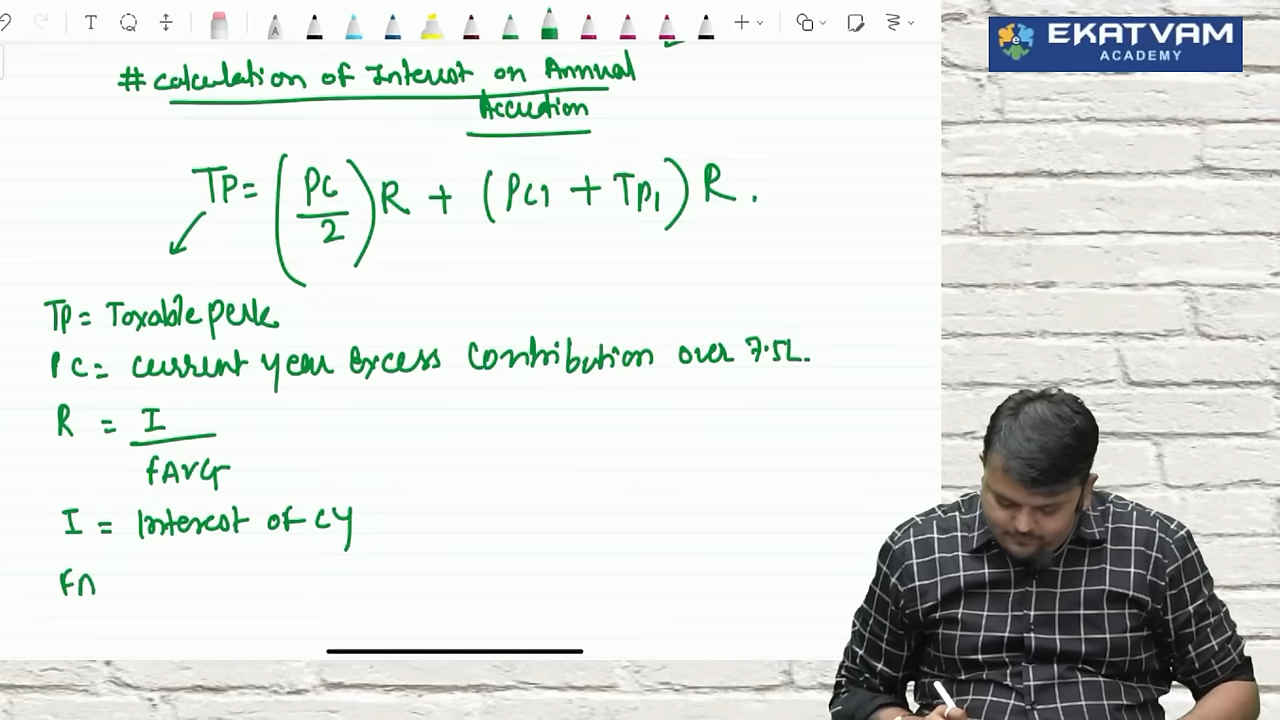 EKATVAM
ACADEMY
# Calculation of Interest on Annual
Accretion
TP = (PC/2) R + (PC1 + TP1) R.
TP = Taxable perk
PC = current year Excess Contribution over 7.5L.
R = I
FAVG
I = Interest of CY
FA